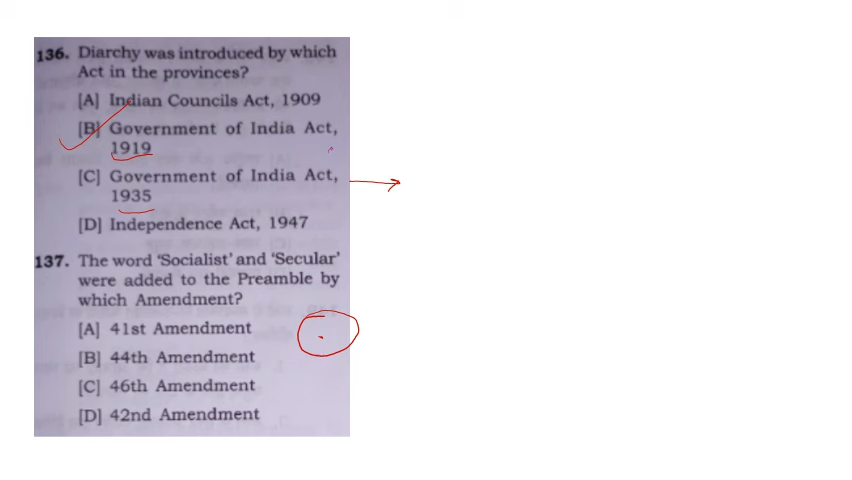 136. Diarchy was introduced by which
Act in the provinces?
[A] Indian Councils Act, 1909
[B] Government of India Act,
1919
[C] Government of India Act,
1935
[D] Independence Act, 1947
137. The word 'Socialist' and 'Secular'
were added to the Preamble by
which Amendment?
[A] 41st Amendment
[B] 44th Amendment
[C] 46th Amendment
[D] 42nd Amendment